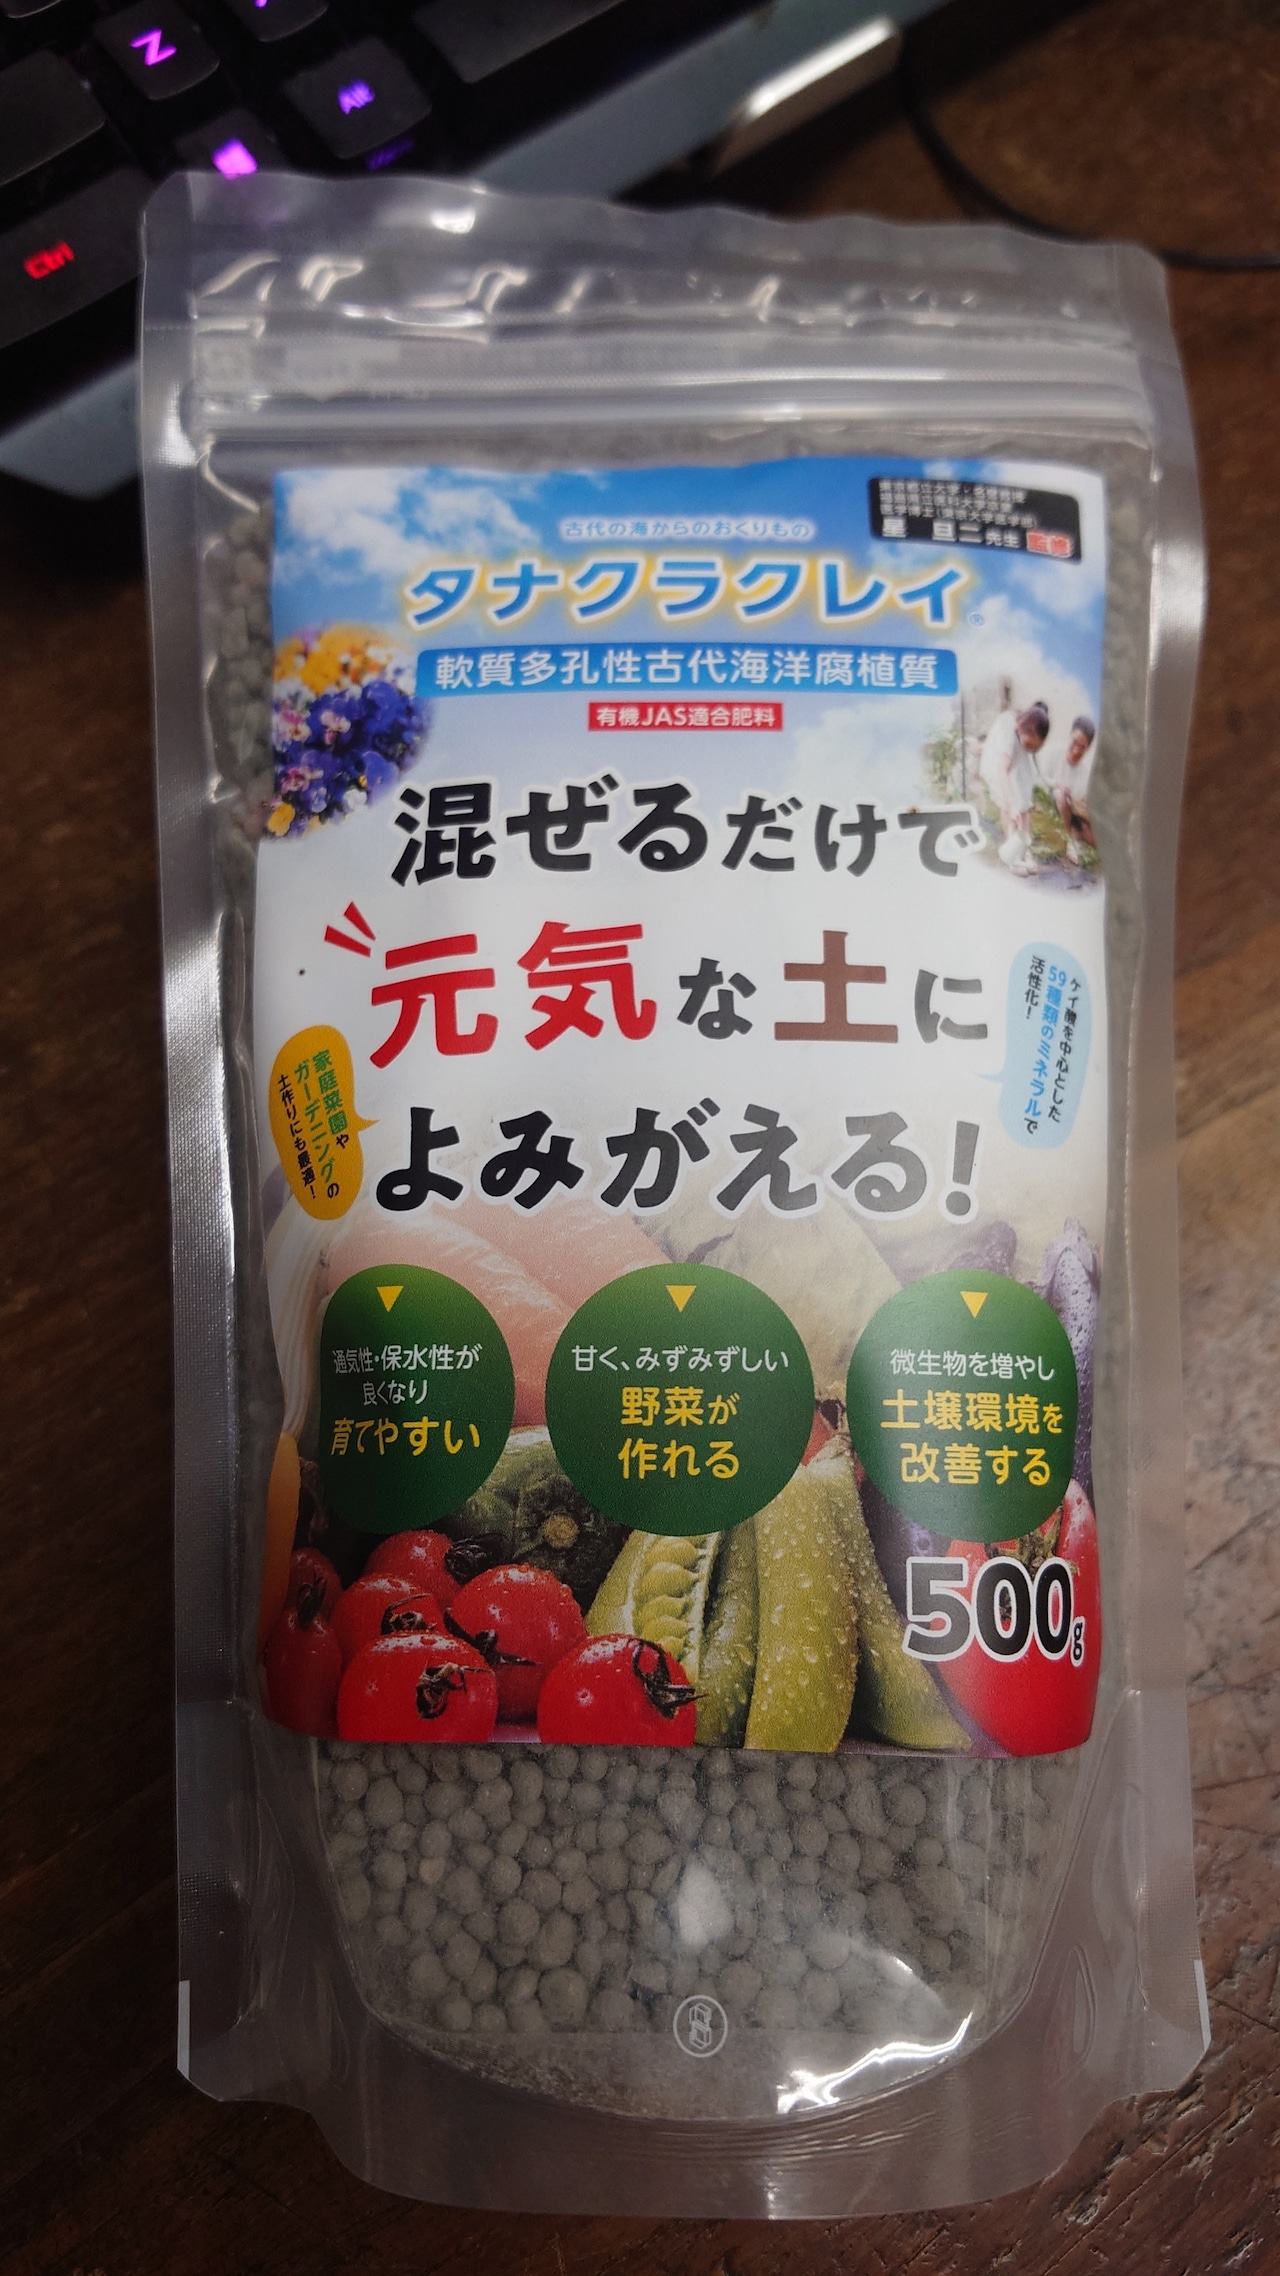 Z
Alt
Ctrl
星 旦二 先生 監修
古代の海からのおくりもの
タナクラクレイ®
軟質多孔性古代海洋腐植質
有機JAS適合肥料
混ぜるだけで
元気な土に
よみがえる!
ケイ酸を中心とした
59種類のミネラルで
活性化!
家庭菜園や
ガーデニングの
土作りにも最適!
通気性・保水性が
良くなり
育てやすい
甘く、みずみずしい
野菜が
作れる
微生物を増やし
土壌環境を
改善する
500g